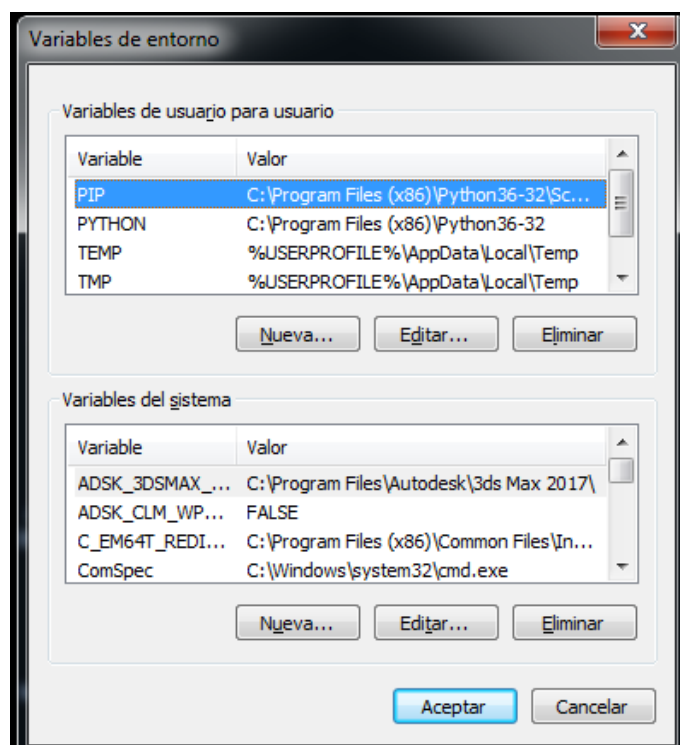 Variables de entorno
Variables de usuario para usuario
Variable Valor
PIP C:\Program Files (x86)\Python36-32\Sc...
PYTHON C:\Program Files (x86)\Python36-32
TEMP %USERPROFILE%\AppData\Local\Temp
TMP %USERPROFILE%\AppData\Local\Temp
Nueva... Editar... Eliminar
Variables del sistema
Variable Valor
ADSK_3DSMAX_... C:\Program Files\Autodesk\3ds Max 2017\
ADSK_CLM_WP... FALSE
C_EM64T_REDI... C:\Program Files (x86)\Common Files\In...
ComSpec C:\Windows\system32\cmd.exe
Nueva... Editar... Eliminar
Aceptar Cancelar